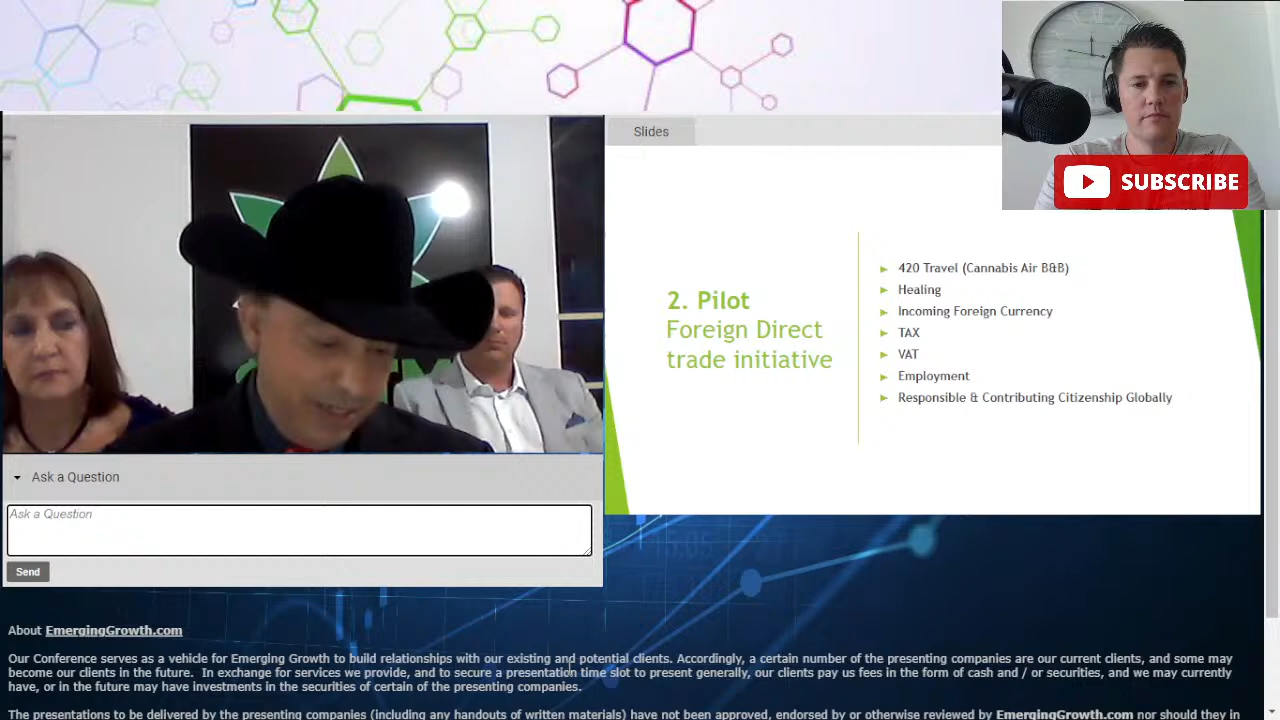 SUBSCRIBE
Slides
2. Pilot
Foreign Direct
trade initiative
420 Travel (Cannabis Air B&B)
Healing
Incoming Foreign Currency
TAX
VAT
Employment
Responsible & Contributing Citizenship Globally
Ask a Question
Ask a Question
Send
About EmergingGrowth.com
Our Conference serves as a vehicle for Emerging Growth to build relationships with our existing and potential clients. Accordingly, a certain number of the presenting companies are our current clients, and some may
become our clients in the future. In exchange for services we provide, and to secure a presentation time slot to present generally, our clients pay us fees in the form of cash and / or securities, and we may currently
have, or in the future may have investments in the securities of certain of the presenting companies.
The presentations to be delivered by the presenting companies (including any handouts of written materials) have not been approved, endorsed by or otherwise reviewed by EmergingGrowth.com nor should they in